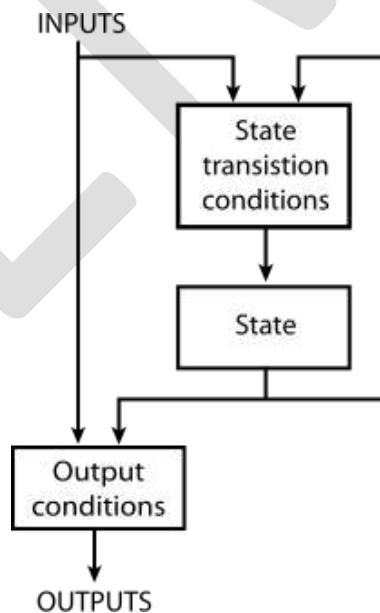 INPUTS
State
transistion
conditions
State
Output
conditions
OUTPUTS